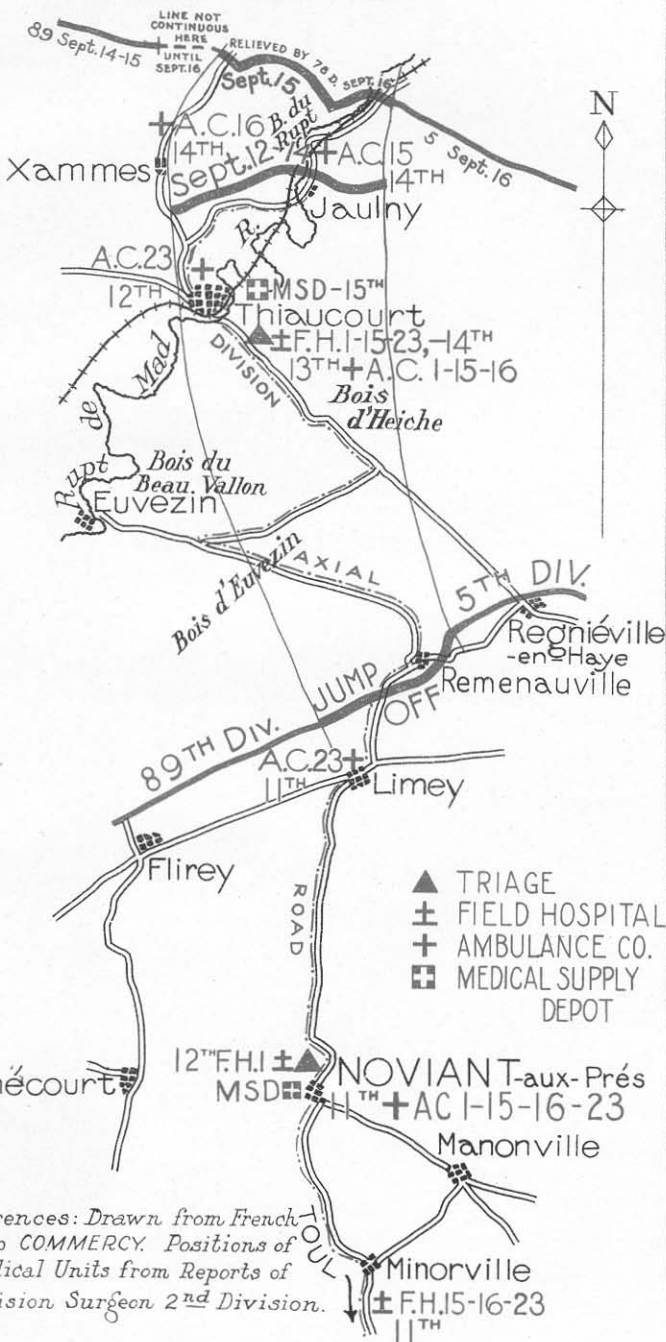 LINE NOT
CONTINUOUS
HERE
UNTIL
SEPT.16
89 Sept.14-15
RELIEVED BY 78 D. SEPT. 16
Sept.15
5 Sept.16
N
A.C.16
14TH
B. du
Rupt
A.C.15
14TH
Xammes
Sept.12-14
Jaulny
R.
A.C.23
12TH
MSD-15TH
Thiaucourt
F.H.1-15-23,-14TH
13TH A.C. 1-15-16
DIVISION
Mad
de
Rupt
Bois
d'Heiche
Bois du
Beau Vallon
Euvezin
Bois d'Euvezin
AXIAL
5TH DIV.
Regniéville
-en-Haye
Remenauville
89TH DIV.
JUMP
OFF
A.C.23
11TH
Limey
Flirey
ROAD
TRIAGE
FIELD HOSPITAL
AMBULANCE CO.
MEDICAL SUPPLY
DEPOT
12TH F.H.1
MSD
NOVIANT-aux-Prés
11TH AC 1-15-16-23
écourt
Manonville
TOUL
Minorville
F.H.15-16-23
11TH
rences: Drawn from French
COMMERCY. Positions of
dical Units from Reports of
ision Surgeon 2nd Division.